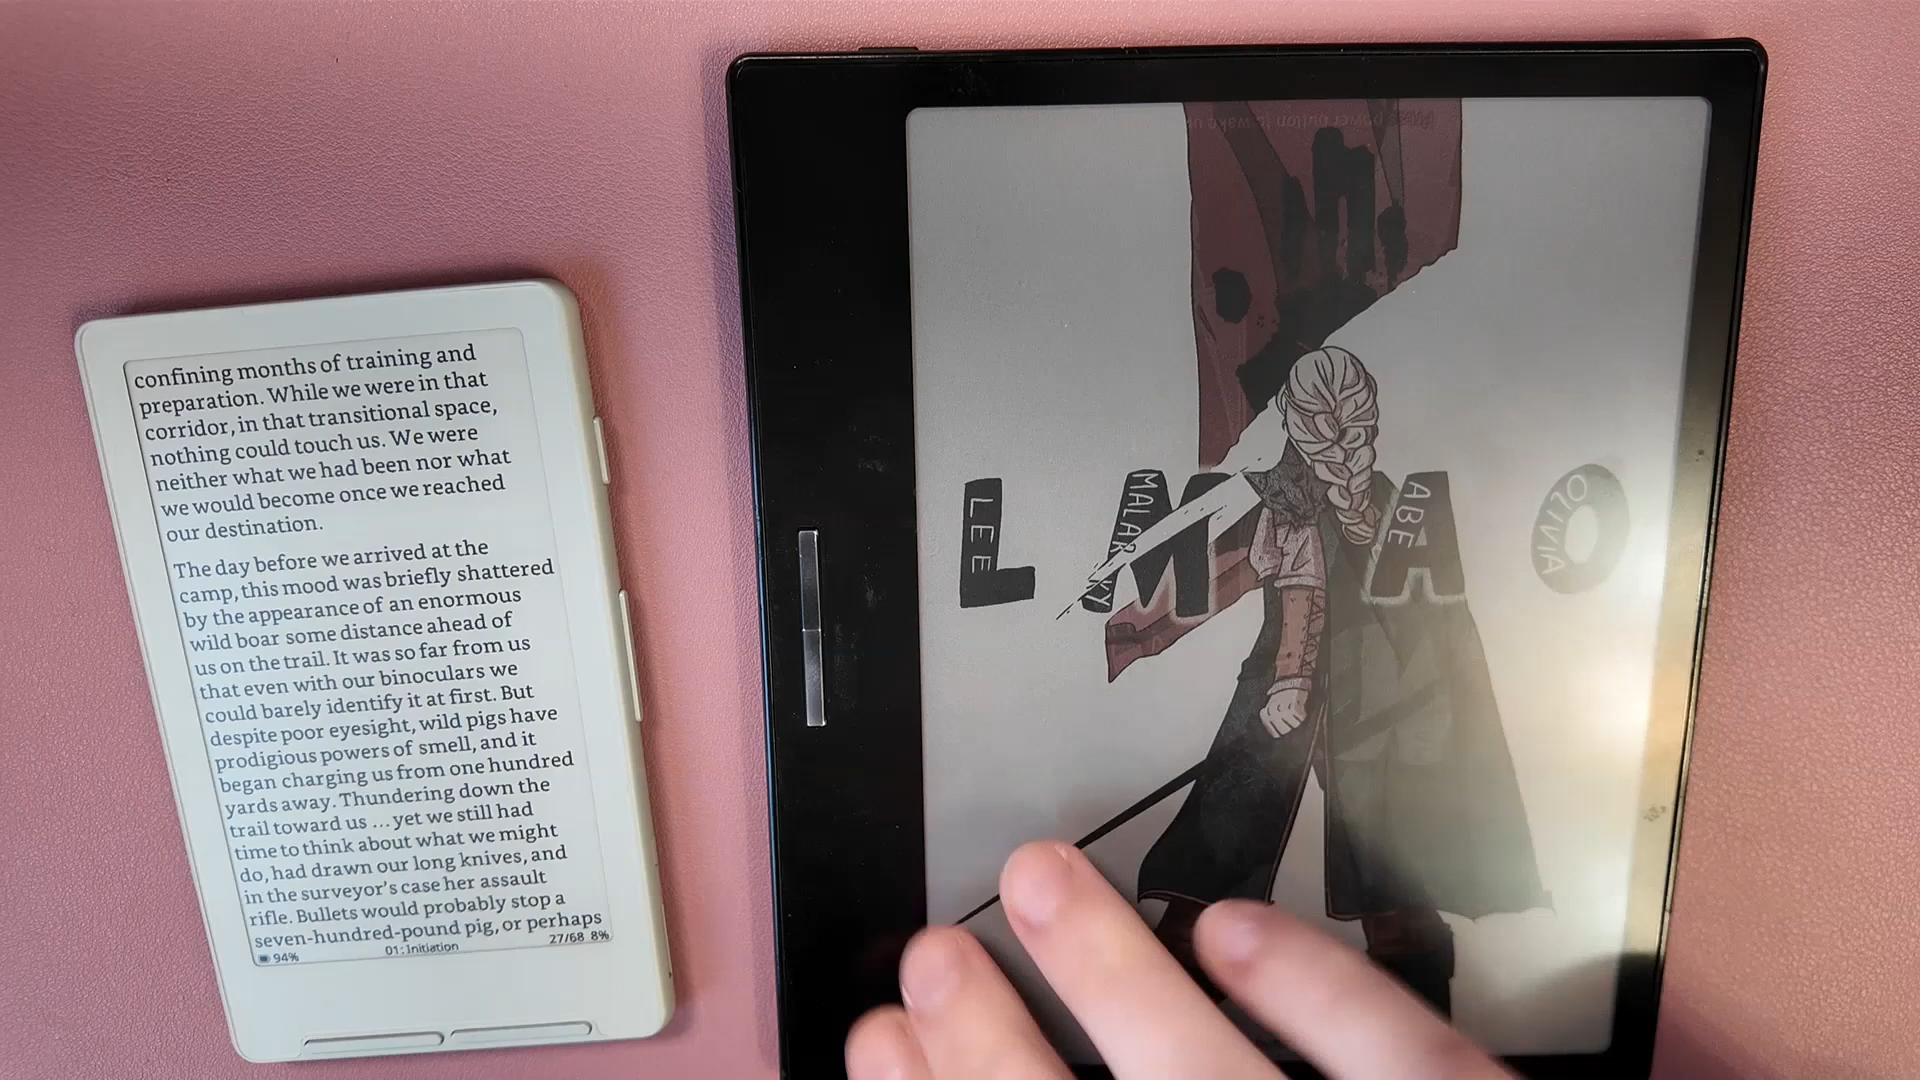 confining months of training and
preparation. While we were in that
corridor, in that transitional space,
nothing could touch us. We were
neither what we had been nor what
we would become once we reached
our destination.
The day before we arrived at the
camp, this mood was briefly shattered
by the appearance of an enormous
wild boar some distance ahead of
us on the trail. It was so far from us
that even with our binoculars we
could barely identify it at first. But
despite poor eyesight, wild pigs have
prodigious powers of smell, and it
began charging us from one hundred
yards away. Thundering down the
trail toward us ... yet we still had
time to think about what we might
do, had drawn our long knives, and
in the surveyor's case her assault
rifle. Bullets would probably stop a
seven-hundred-pound pig, or perhaps
94% 01: Initiation 27/68 8%
power button to wake up
L M A O
LEE
MALARKY
ABE
OLIVIA